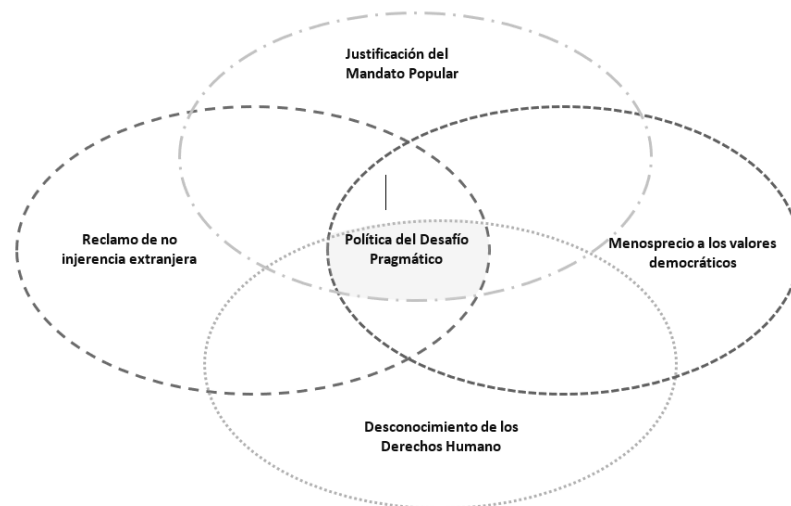 Justificación del
Mandato Popular
Reclamo de no
injerencia extranjera
Política del Desafío
Pragmático
Menosprecio a los valores
democráticos
Desconocimiento de los
Derechos Humano